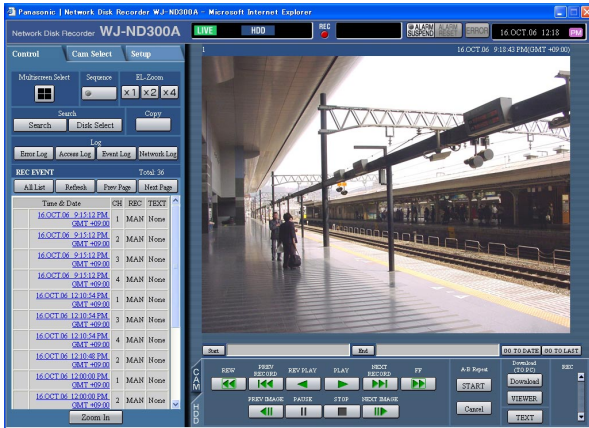 Panasonic | Network Disk Recorder WJ-ND300A - Microsoft Internet Explorer
Network Disk Recorder WJ-ND300A
LIVE HDD REC ALARM SUSPEND ALARM RESET ERROR 16.OCT.06 12:18 PM
Control Cam Select Setup
1 16.OCT.06 9:18:43 PM(GMT +09:00)
Multiscreen Select Sequence EL-Zoom
x1 x2 x4
Search Copy
Search Disk Select
Log
Error Log Access Log Event Log Network Log
REC EVENT Total: 36
All List Refresh Prev Page Next Page
Time & Date CH REC TEXT
16.OCT.06 9:15:12 PM GMT +09:00 1 MAN None
16.OCT.06 9:15:12 PM GMT +09:00 2 MAN None
16.OCT.06 9:15:12 PM GMT +09:00 3 MAN None
16.OCT.06 9:15:12 PM GMT +09:00 4 MAN None
16.OCT.06 12:10:54 PM GMT +09:00 1 MAN None
16.OCT.06 12:10:54 PM GMT +09:00 3 MAN None
16.OCT.06 12:10:54 PM GMT +09:00 4 MAN None
16.OCT.06 12:10:48 PM GMT +09:00 2 MAN None
16.OCT.06 12:00:00 PM GMT +09:00 1 MAN None
16.OCT.06 12:00:00 PM GMT +09:00 2 MAN None
Zoom In
Start End GO TO DATE GO TO LAST
CAM
HDD
REW PREV RECORD REV PLAY PLAY NEXT RECORD FF
PREV IMAGE PAUSE STOP NEXT IMAGE
A-B Repeat
START
Cancel
Download (TO PC)
Download
VIEWER
TEXT
REC